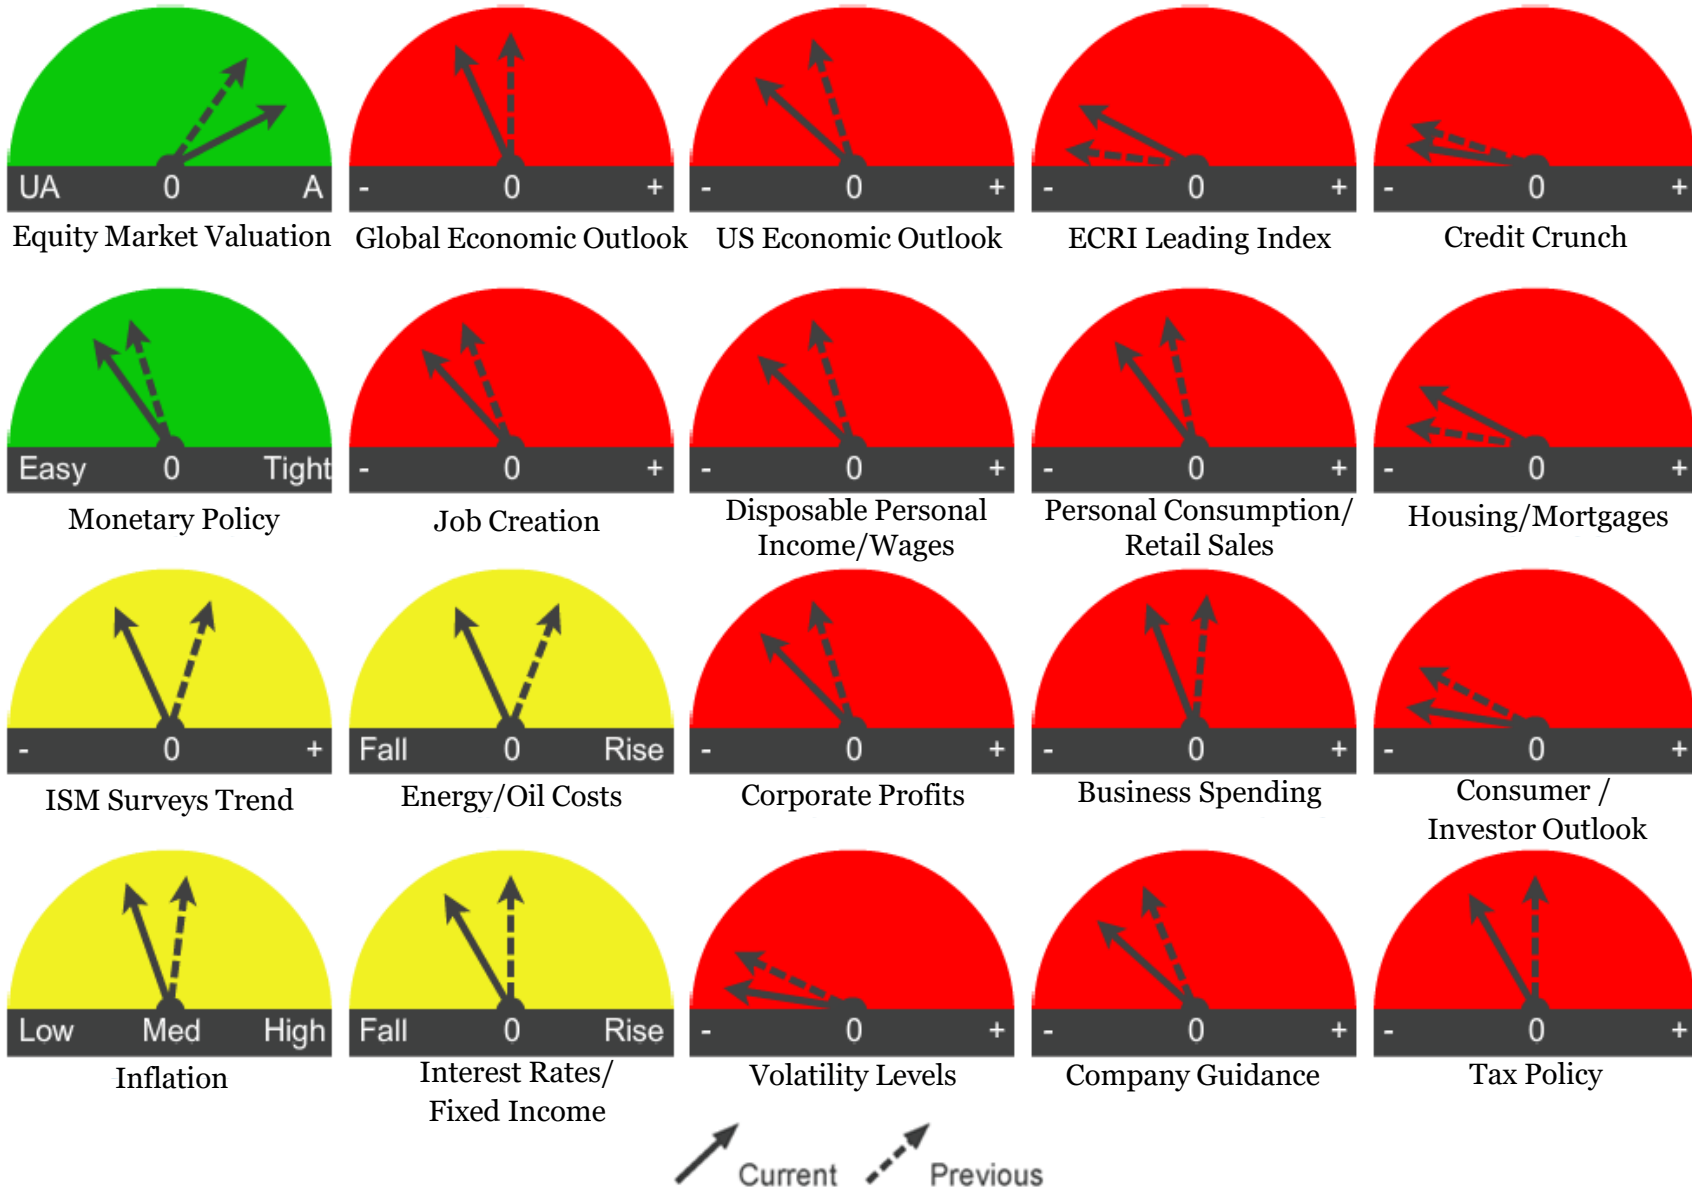 UA 0 A
- 0 +
- 0 +
- 0 +
- 0 +
Equity Market Valuation
Global Economic Outlook
US Economic Outlook
ECRI Leading Index
Credit Crunch
Easy 0 Tight
- 0 +
- 0 +
- 0 +
- 0 +
Monetary Policy
Job Creation
Disposable Personal
Income/Wages
Personal Consumption/
Retail Sales
Housing/Mortgages
- 0 +
Fall 0 Rise
- 0 +
- 0 +
- 0 +
ISM Surveys Trend
Energy/Oil Costs
Corporate Profits
Business Spending
Consumer /
Investor Outlook
Low Med High
Fall 0 Rise
- 0 +
- 0 +
- 0 +
Inflation
Interest Rates/
Fixed Income
Volatility Levels
Company Guidance
Tax Policy
Current
Previous